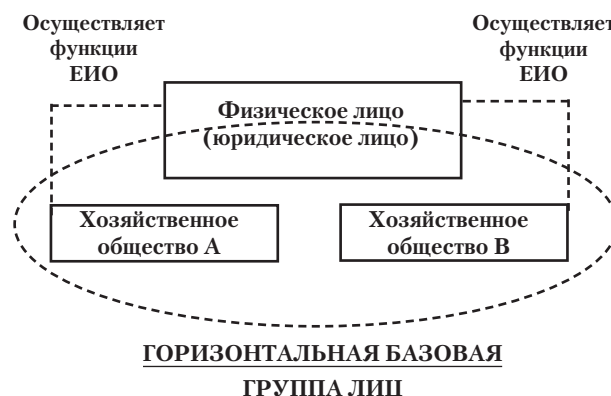 Осуществляет
функции
ЕИО
Осуществляет
функции
ЕИО
Физическое лицо
(юридическое лицо)
Хозяйственное
общество А
Хозяйственное
общество В
ГОРИЗОНТАЛЬНАЯ БАЗОВАЯ
ГРУППА ЛИЦ